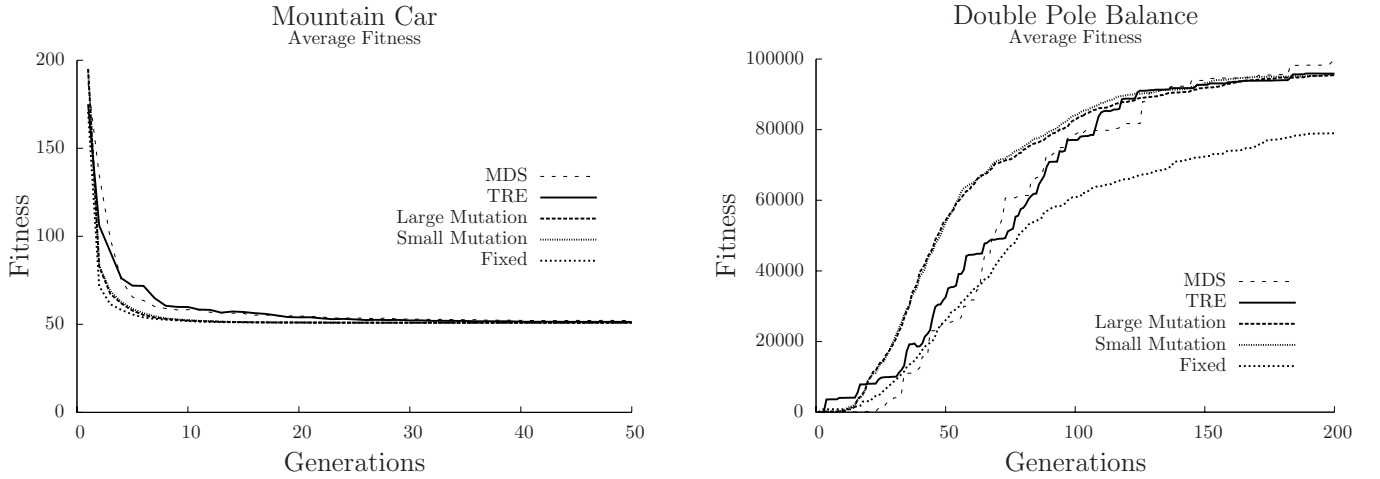 Mountain Car
Average Fitness
200
150
100
50
0
Fitness
MDS
TRE
Large Mutation
Small Mutation
Fixed
0
10
20
30
40
50
Generations
Double Pole Balance
Average Fitness
100000
80000
60000
40000
20000
0
Fitness
MDS
TRE
Large Mutation
Small Mutation
Fixed
0
50
100
150
200
Generations